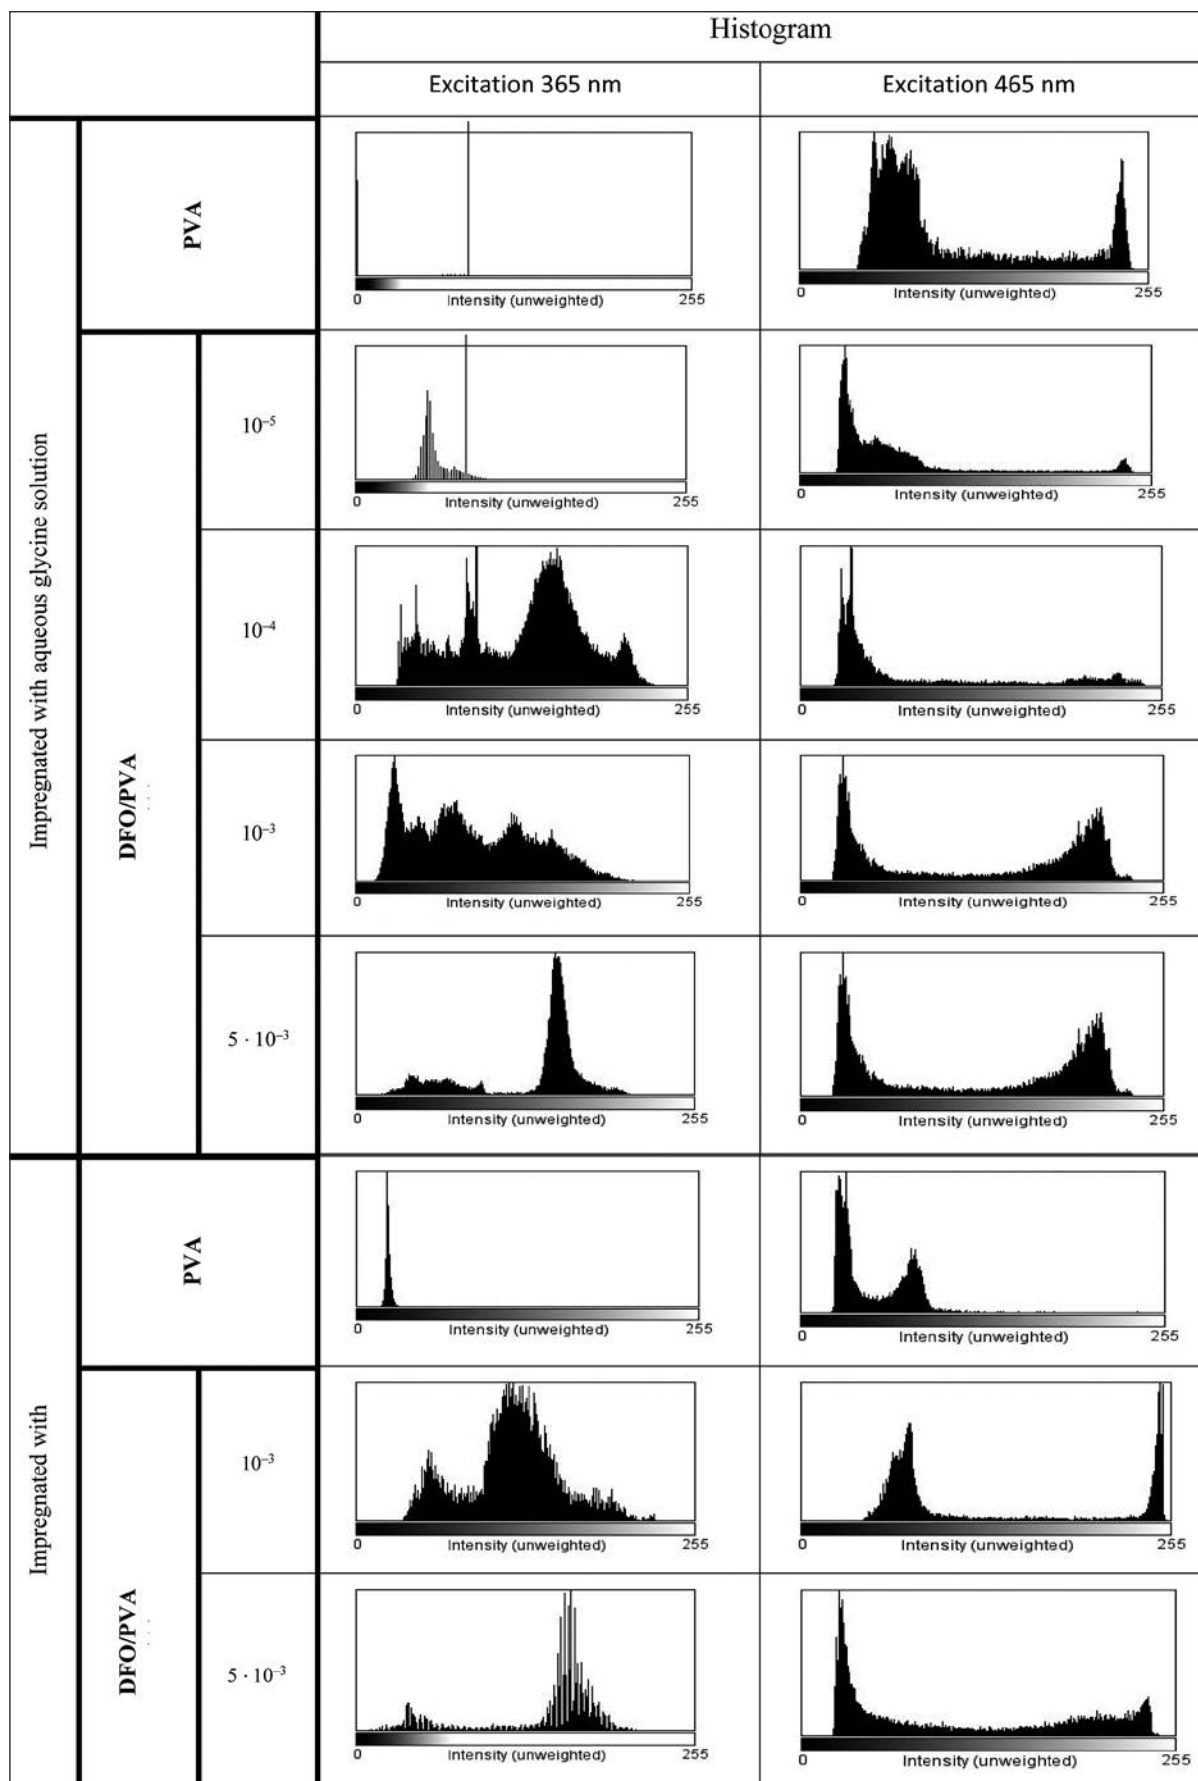 Histogram
Excitation 365 nm
Excitation 465 nm
Impregnated with aqueous glycine solution
PVA
0 Intensity (unweighted) 255
0 Intensity (unweighted) 255
DFO/PVA
10⁻⁵
0 Intensity (unweighted) 255
0 Intensity (unweighted) 255
10⁻⁴
0 Intensity (unweighted) 255
0 Intensity (unweighted) 255
10⁻³
0 Intensity (unweighted) 255
0 Intensity (unweighted) 255
5 · 10⁻³
0 Intensity (unweighted) 255
0 Intensity (unweighted) 255
Impregnated with
PVA
0 Intensity (unweighted) 255
0 Intensity (unweighted) 255
DFO/PVA
10⁻³
0 Intensity (unweighted) 255
0 Intensity (unweighted) 255
5 · 10⁻³
0 Intensity (unweighted) 255
0 Intensity (unweighted) 255